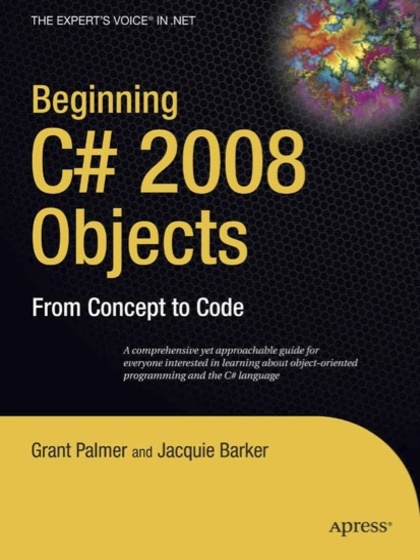 THE EXPERT'S VOICE® IN .NET
Beginning
C# 2008
Objects
From Concept to Code
A comprehensive yet approachable guide for
everyone interested in learning about object-oriented
programming and the C# language
Grant Palmer and Jacquie Barker
Apress®